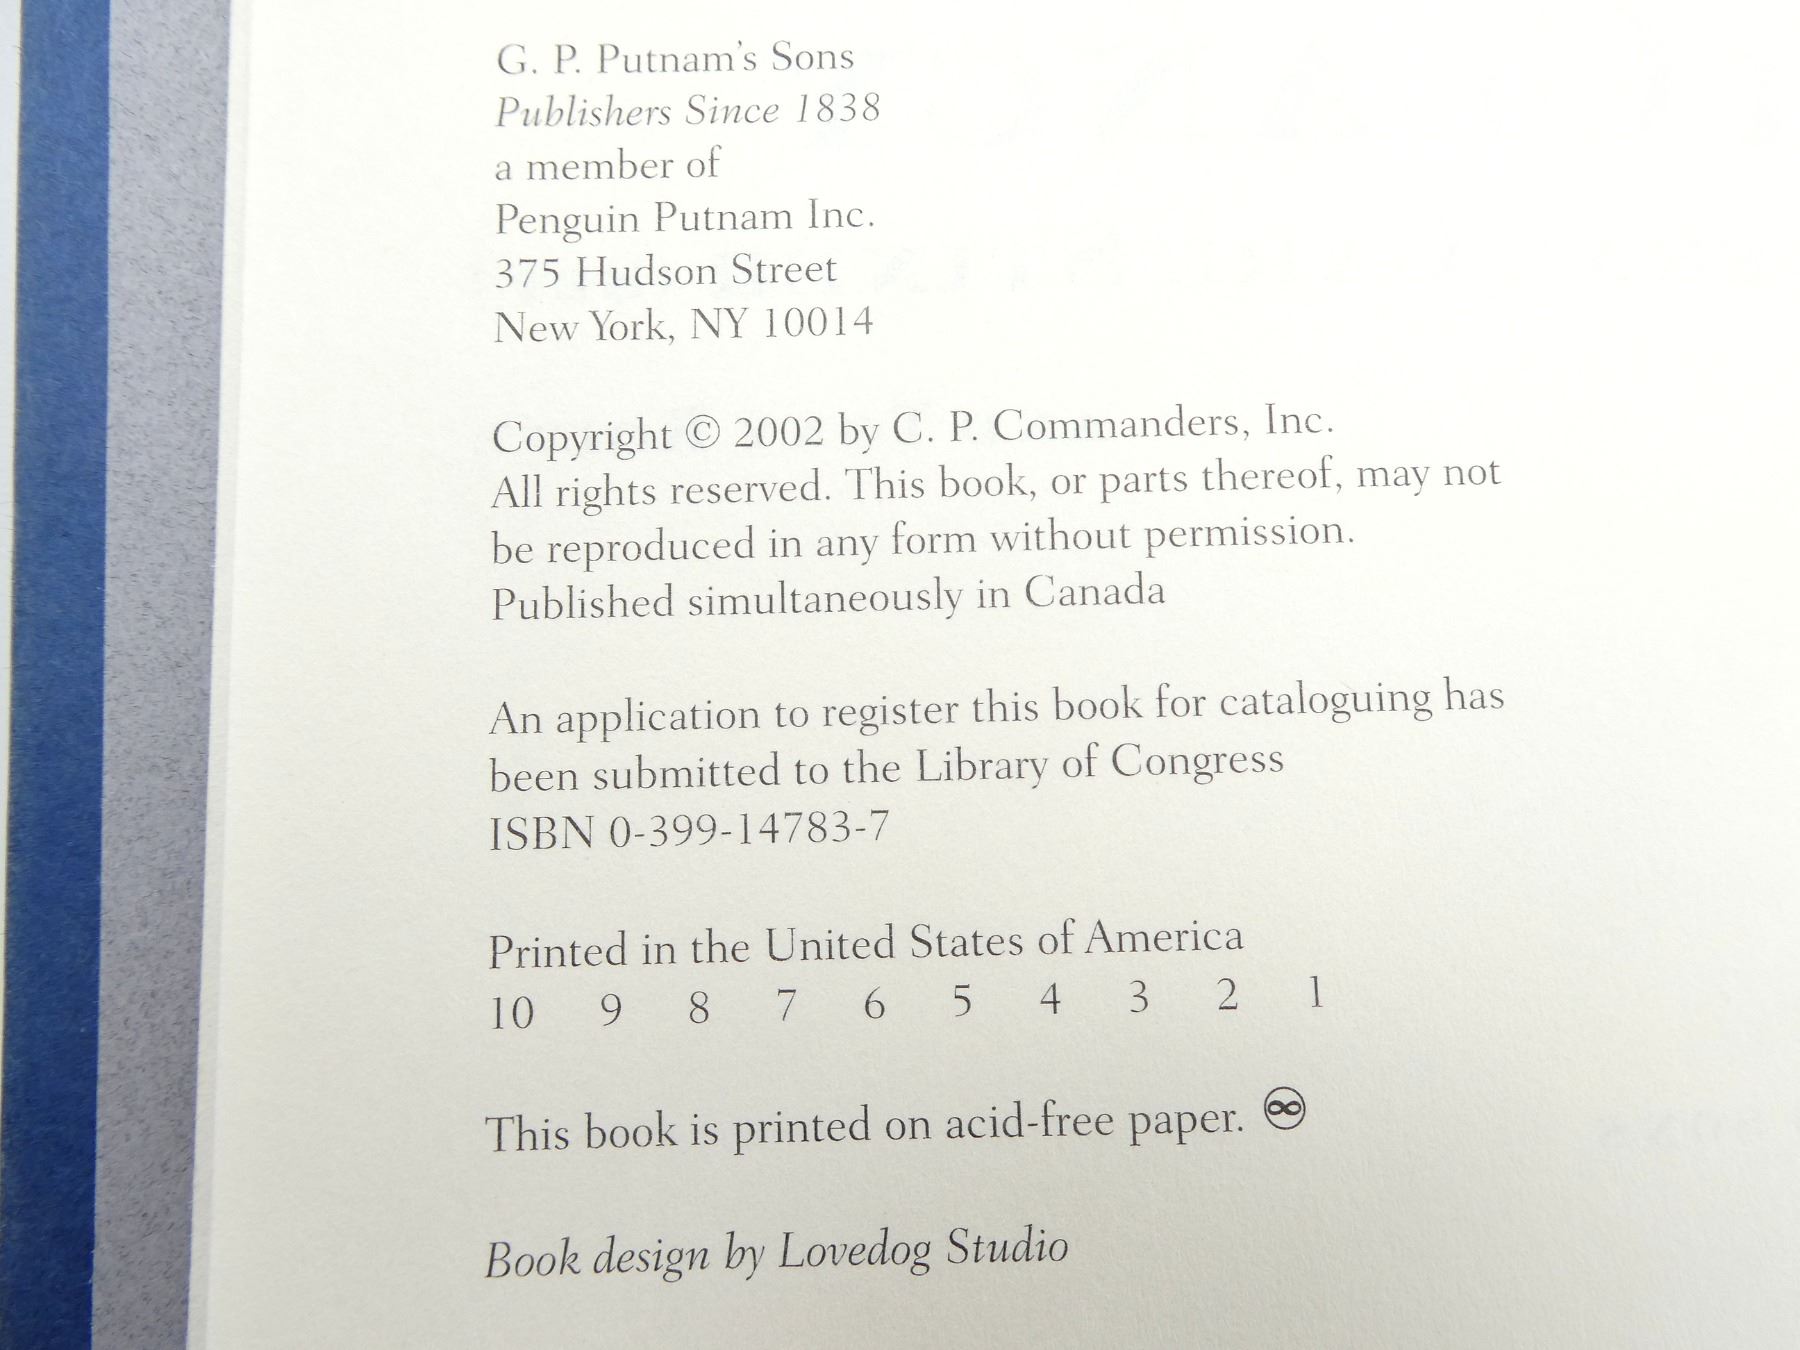 G. P. Putnam's Sons
Publishers Since 1838
a member of
Penguin Putnam Inc.
375 Hudson Street
New York, NY 10014
Copyright © 2002 by C. P. Commanders, Inc.
All rights reserved. This book, or parts thereof, may not
be reproduced in any form without permission.
Published simultaneously in Canada
An application to register this book for cataloguing has
been submitted to the Library of Congress
ISBN 0-399-14783-7
Printed in the United States of America
10 9 8 7 6 5 4 3 2 1
This book is printed on acid-free paper. ♾
Book design by Lovedog Studio